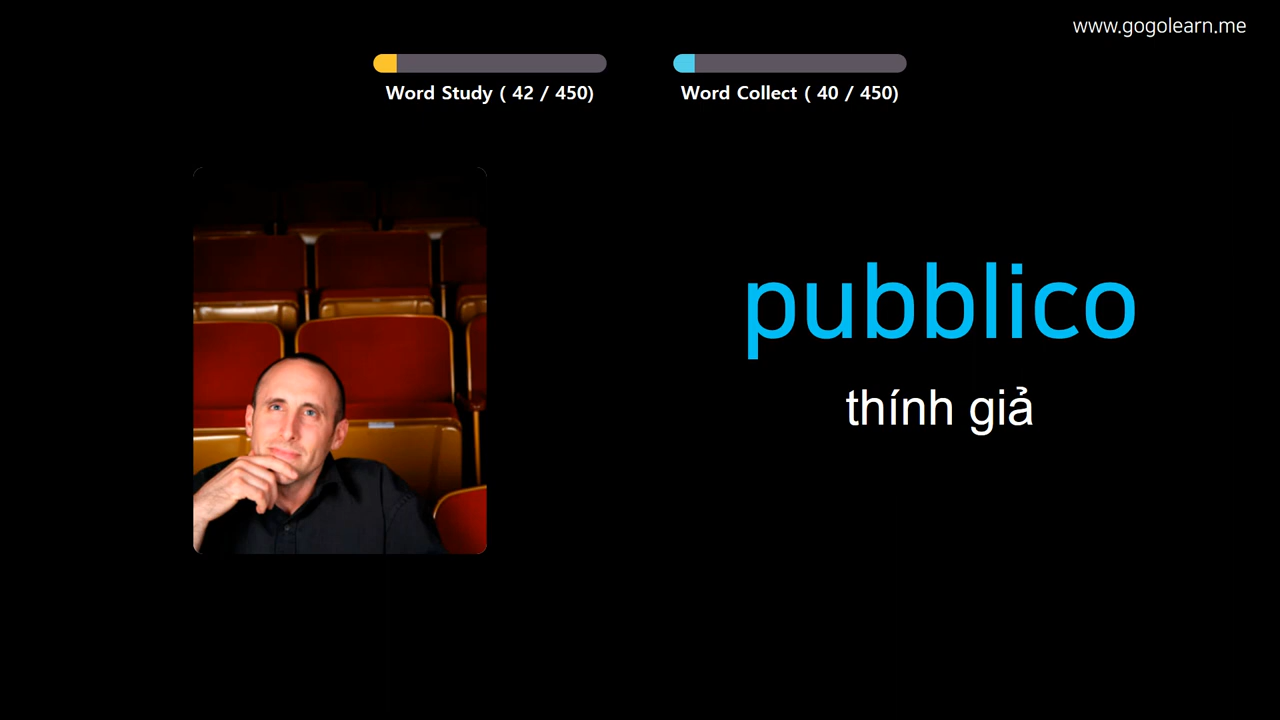 www.gogolearn.me
Word Study ( 42 / 450)
Word Collect ( 40 / 450)
pubblico
thính giả